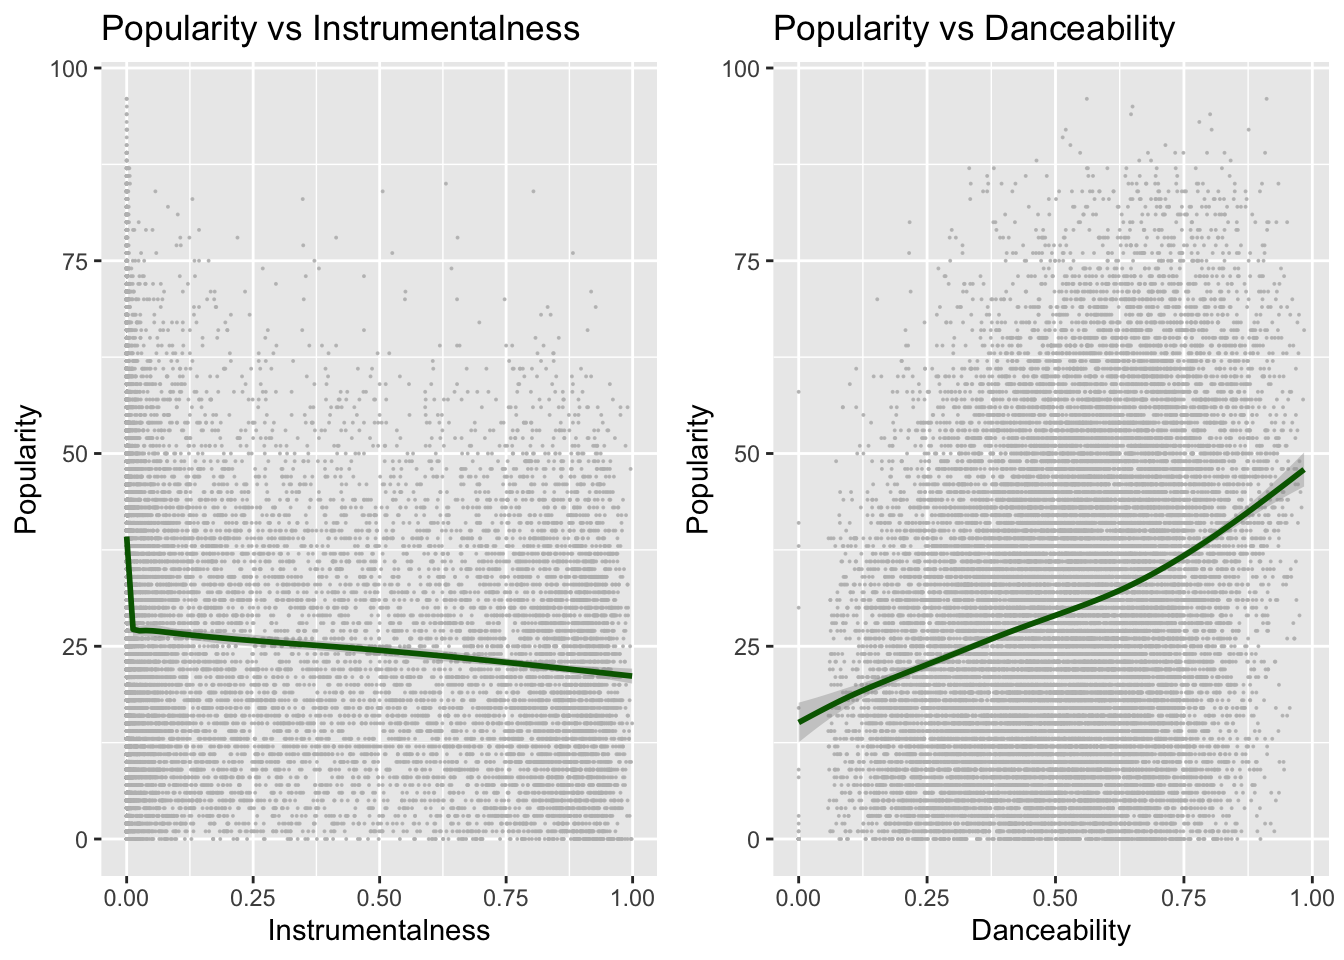 Popularity vs Instrumentalness
100
75
50
25
0
Popularity
0.00 0.25 0.50 0.75 1.00
Instrumentalness
Popularity vs Danceability
100
75
50
25
0
Popularity
0.00 0.25 0.50 0.75 1.00
Danceability